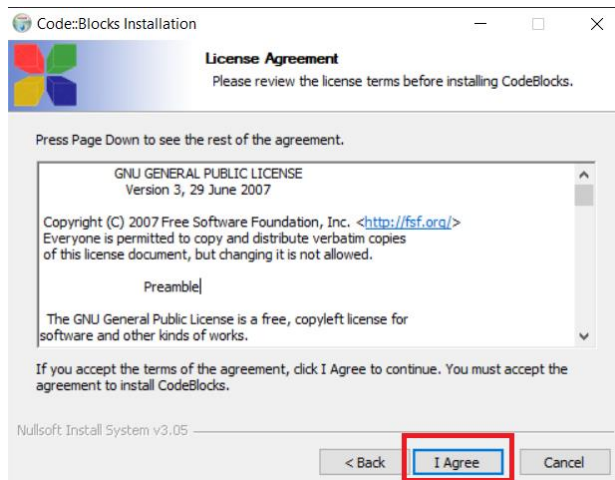 Code::Blocks Installation
License Agreement
Please review the license terms before installing CodeBlocks.
Press Page Down to see the rest of the agreement.
GNU GENERAL PUBLIC LICENSE
Version 3, 29 June 2007
Copyright (C) 2007 Free Software Foundation, Inc. <http://fsf.org/>
Everyone is permitted to copy and distribute verbatim copies
of this license document, but changing it is not allowed.
Preamble
The GNU General Public License is a free, copyleft license for
software and other kinds of works.
If you accept the terms of the agreement, click I Agree to continue. You must accept the
agreement to install CodeBlocks.
Nullsoft Install System v3.05
< Back I Agree Cancel